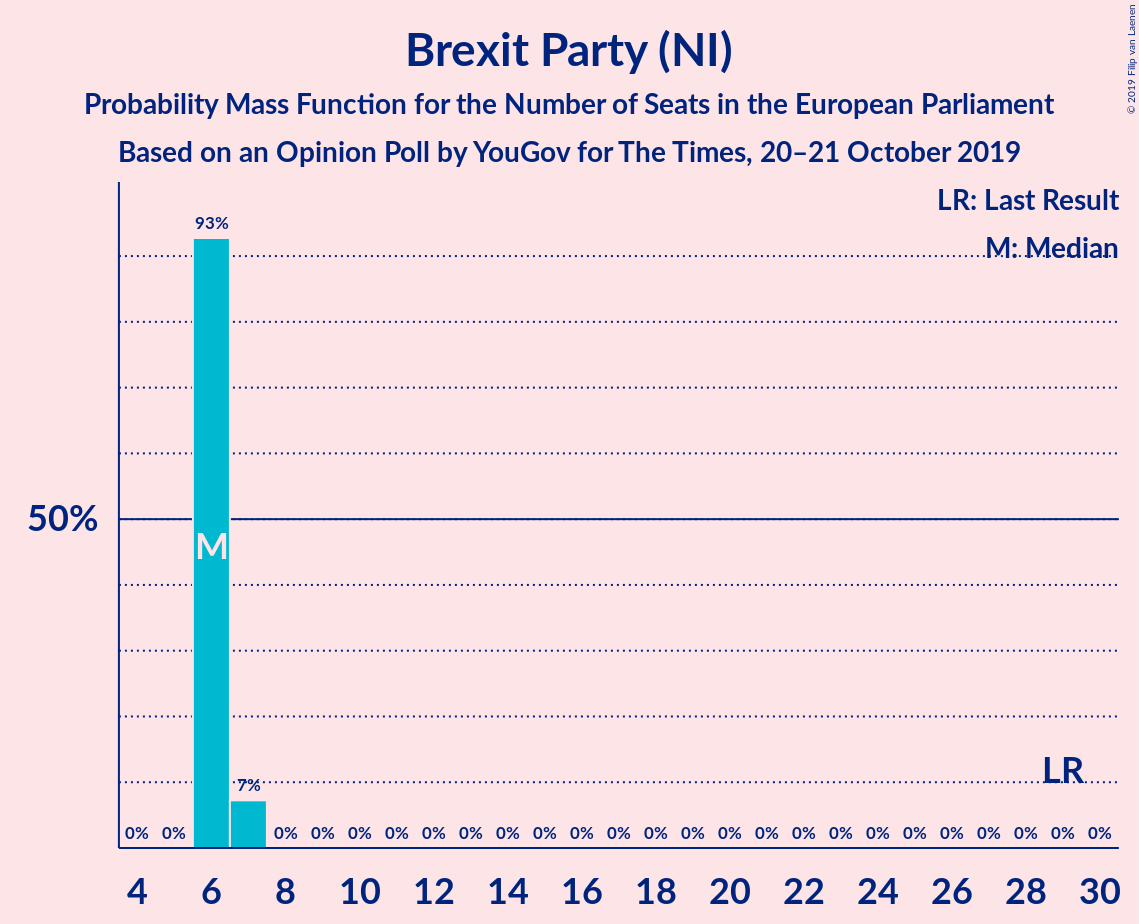 Brexit Party (NI)
Probability Mass Function for the Number of Seats in the European Parliament
Based on an Opinion Poll by YouGov for The Times, 20–21 October 2019
© 2019 Filip van Laenen
LR: Last Result
M: Median
93%
50%
M
LR
7%
0% 0% 0% 0% 0% 0% 0% 0% 0% 0% 0% 0% 0% 0% 0% 0% 0% 0% 0% 0% 0% 0% 0% 0% 0%
4 6 8 10 12 14 16 18 20 22 24 26 28 30